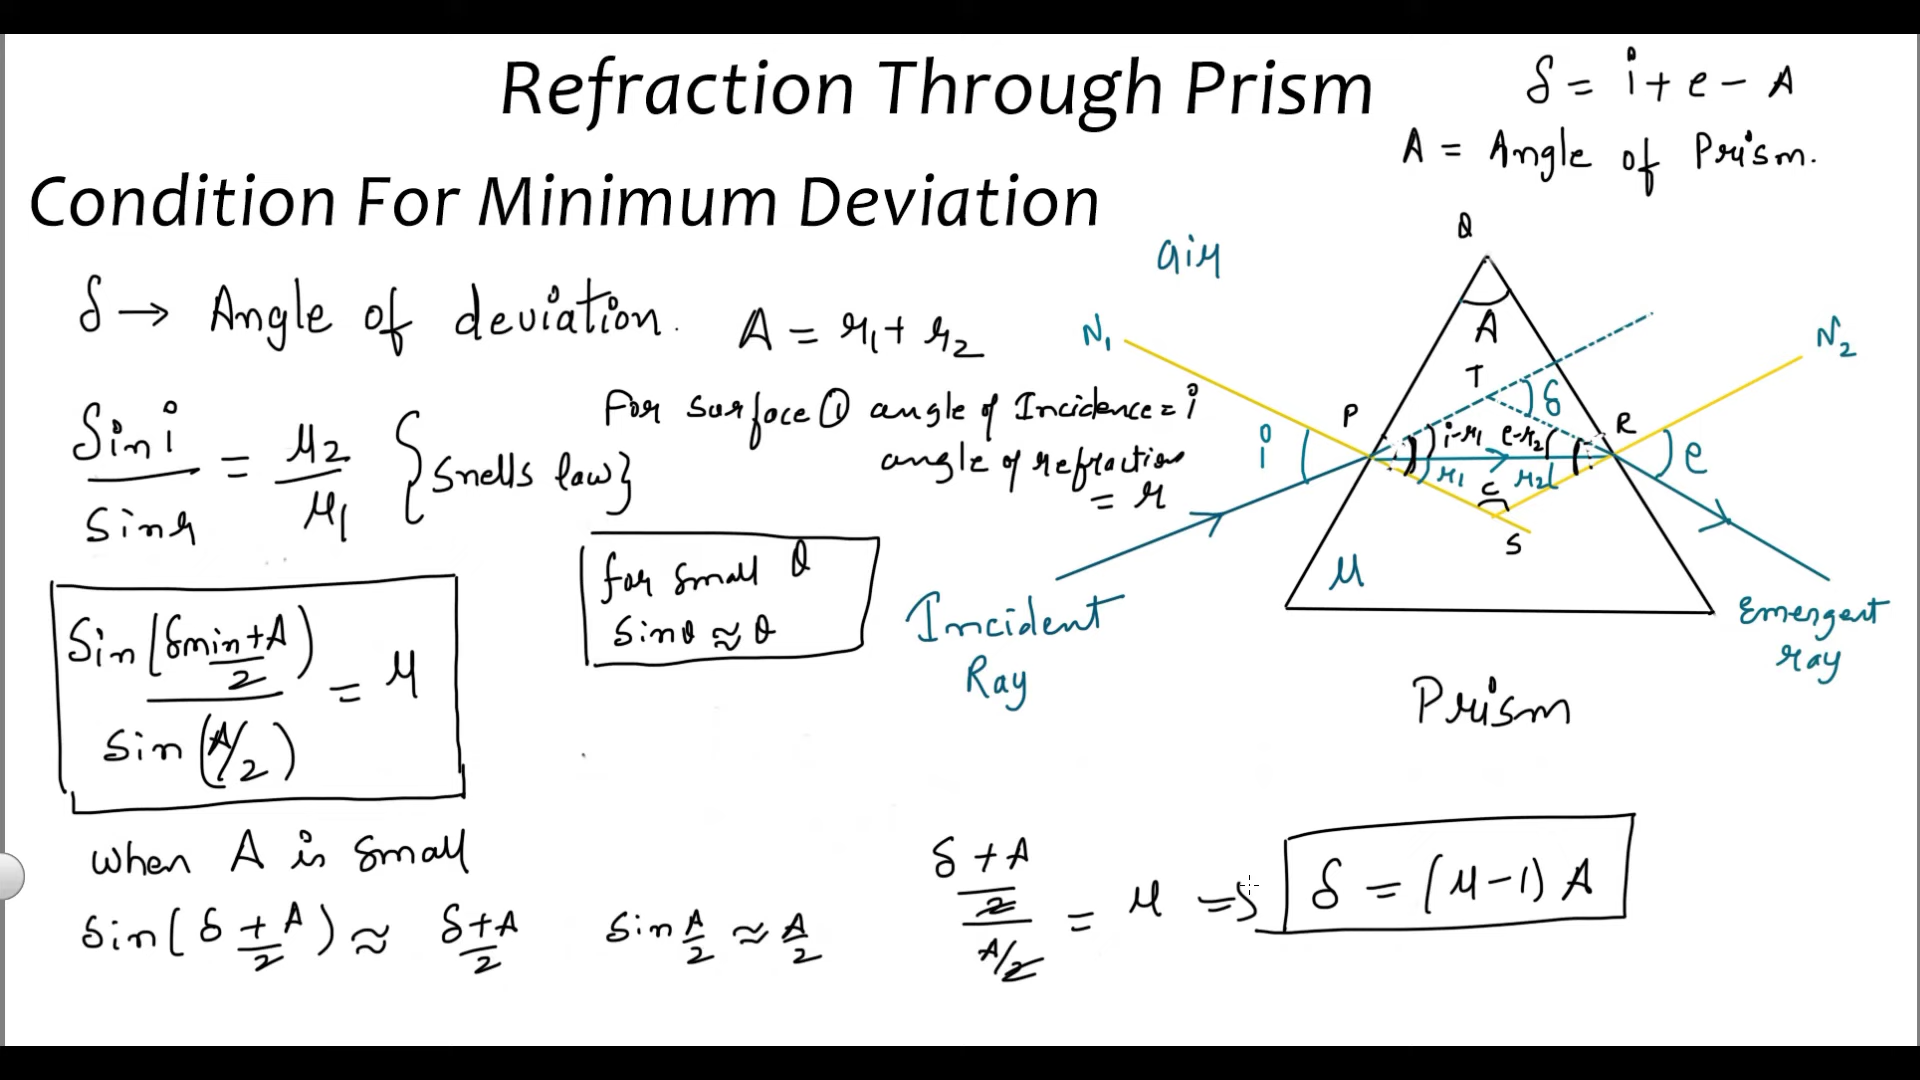 Refraction Through Prism
δ = i + e - A
A = Angle of Prism.
Condition For Minimum Deviation
δ → Angle of deviation.
A = r1 + r2
Sin i / Sin r = μ2 / μ1 {Snells law}
For surface ① angle of Incidence = i
angle of refraction
= r
for small θ
Sinθ ≈ θ
Sin(δmin+A / 2) / Sin(A/2) = μ
air
Q
A
N1
N2
T
δ
P
R
i
i-r1
e-r2
e
r1
r2
C
S
μ
Incident
Ray
Emergent
ray
Prism
when A is small
Sin(δ+A / 2) ≈ δ+A / 2
Sin A/2 ≈ A/2
δ+A / 2 / A/2 = μ ⇒ δ = (μ-1) A